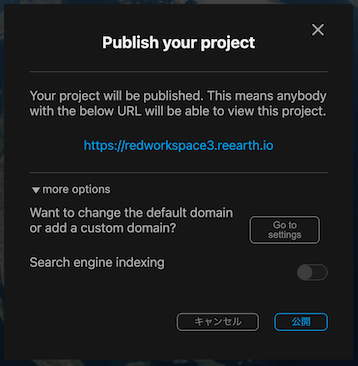 Publish your project
Your project will be published. This means anybody
with the below URL will be able to view this project.
https://redworkspace3.reearth.io
more options
Want to change the default domain
or add a custom domain?
Go to
settings
Search engine indexing
キャンセル
公開